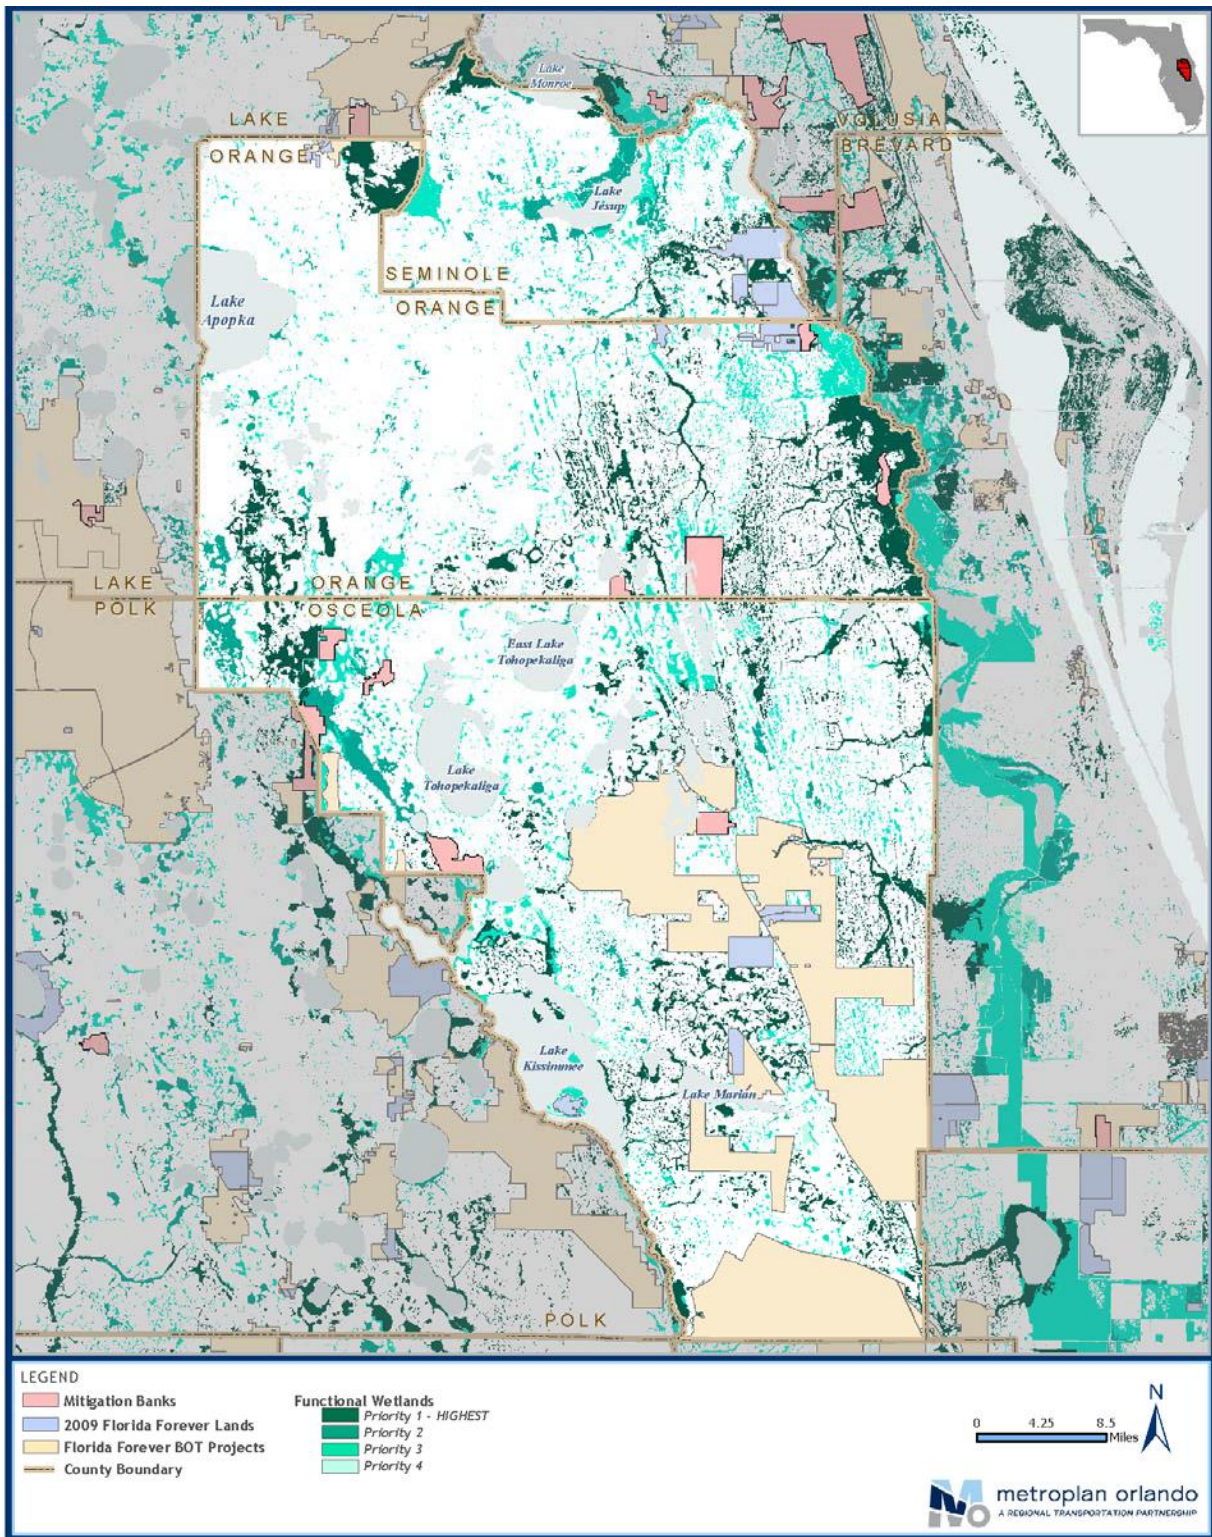 Lake
Monroe
LAKE
ORANGE
VOLUSIA
BREVARD
Lake
Jesup
SEMINOLE
ORANGE
Lake
Apopka
LAKE
POLK
ORANGE
OSCEOLA
East Lake
Tohopekaliga
Lake
Tohopekaliga
Lake
Kissimmee
Lake Marian
POLK
LEGEND
Mitigation Banks
2009 Florida Forever Lands
Florida Forever BOT Projects
County Boundary
Functional Wetlands
Priority 1 - HIGHEST
Priority 2
Priority 3
Priority 4
0 4.25 8.5
Miles
N
metroplan orlando
A REGIONAL TRANSPORTATION PARTNERSHIP